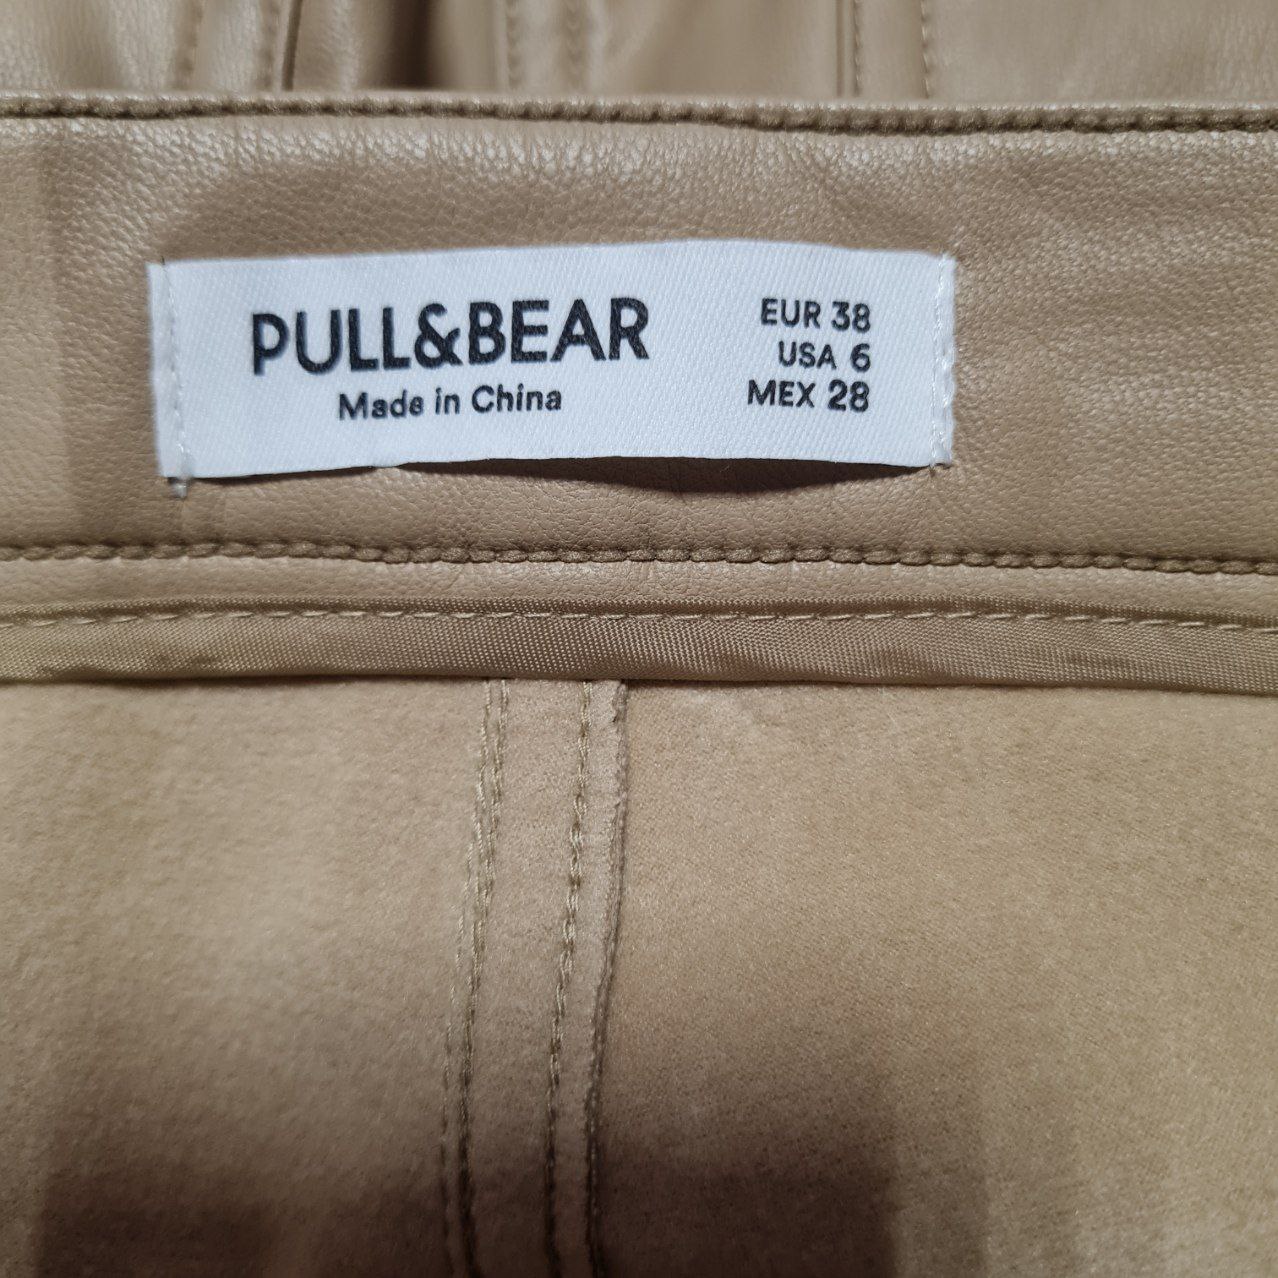 PULL&BEAR
Made in China
EUR 38
USA 6
MEX 28